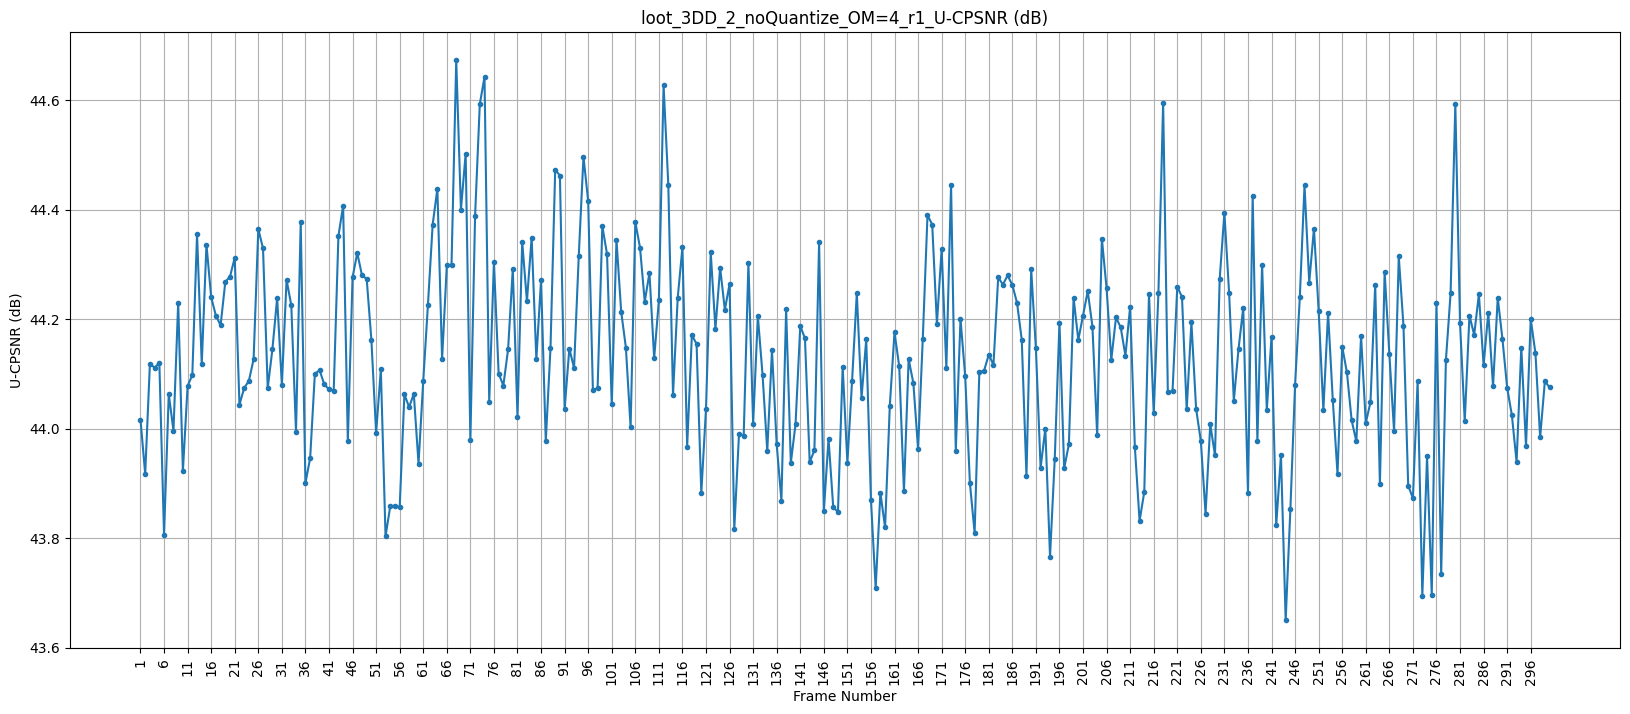 loot_3DD_2_noQuantize_OM=4_r1_U-CPSNR (dB)
U-CPSNR (dB)
44.6
44.4
44.2
44.0
43.8
43.6
1 6 11 16 21 26 31 36 41 46 51 56 61 66 71 76 81 86 91 96 101 106 111 116 121 126 131 136 141 146 151 156 161 166 171 176 181 186 191 196 201 206 211 216 221 226 231 236 241 246 251 256 261 266 271 276 281 286 291 296
Frame Number